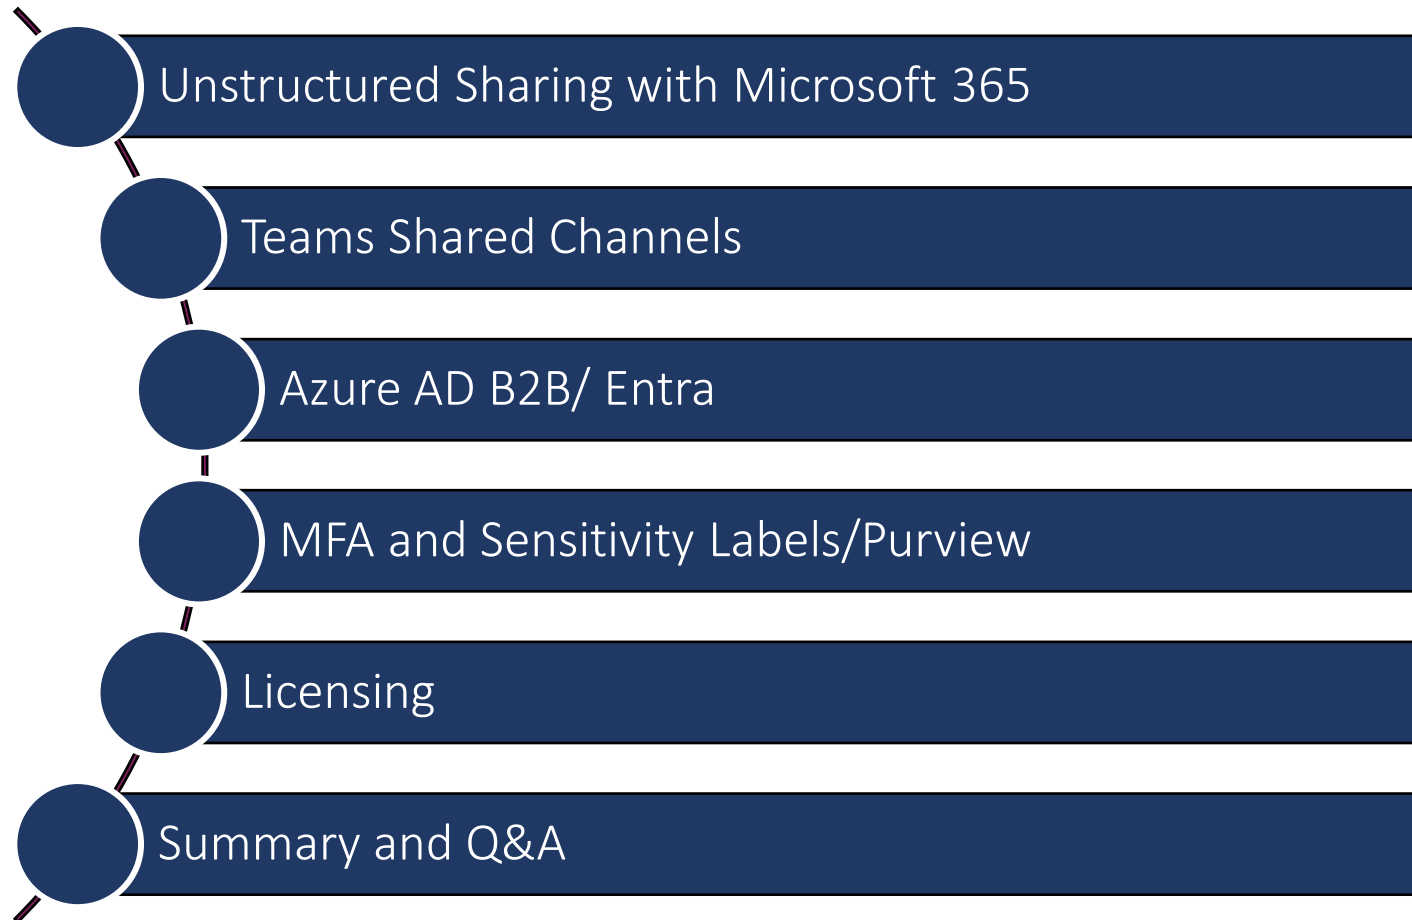 Unstructured Sharing with Microsoft 365
Teams Shared Channels
Azure AD B2B/ Entra
MFA and Sensitivity Labels/Purview
Licensing
Summary and Q&A